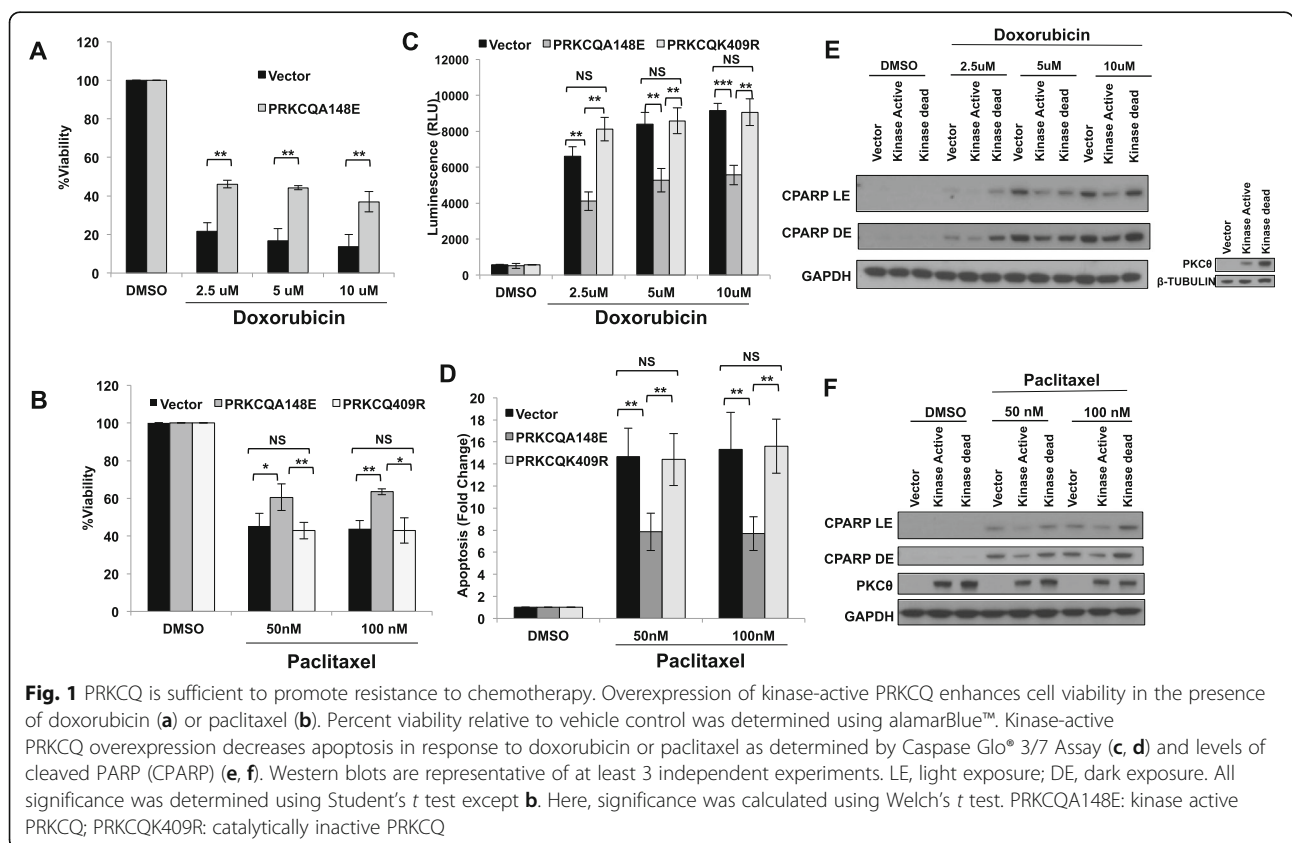 A
120
100
80
60
40
20
0
%Viability
Vector
PRKCQA148E
** ** **
DMSO 2.5 uM 5 uM 10 uM
Doxorubicin
B
120
100
80
60
40
20
0
%Viability
Vector PRKCQA148E PRKCQ409R
NS NS
* ** ** *
DMSO 50nM 100 nM
Paclitaxel
C
Vector PRKCQA148E PRKCQK409R
12000
10000
8000
6000
4000
2000
0
Luminescence (RLU)
NS NS NS
** ** ** ** *** **
DMSO 2.5uM 5uM 10uM
Doxorubicin
D
20
18
16
14
12
10
8
6
4
2
0
Apoptosis (Fold Change)
Vector
PRKCQA148E
PRKCQK409R
NS NS
** ** ** **
DMSO 50nM 100nM
Paclitaxel
E
Doxorubicin
DMSO 2.5uM 5uM 10uM
Vector Kinase Active Kinase dead Vector Kinase Active Kinase dead Vector Kinase Active Kinase dead Vector Kinase Active Kinase dead
CPARP LE
CPARP DE
GAPDH
Vector Kinase Active Kinase dead
PKCθ
β-TUBULIN
F
Paclitaxel
DMSO 50 nM 100 nM
Vector Kinase Active Kinase dead Vector Kinase Active Kinase dead Vector Kinase Active Kinase dead
CPARP LE
CPARP DE
PKCθ
GAPDH
Fig. 1 PRKCQ is sufficient to promote resistance to chemotherapy. Overexpression of kinase-active PRKCQ enhances cell viability in the presence
of doxorubicin (a) or paclitaxel (b). Percent viability relative to vehicle control was determined using alamarBlue™. Kinase-active
PRKCQ overexpression decreases apoptosis in response to doxorubicin or paclitaxel as determined by Caspase Glo® 3/7 Assay (c, d) and levels of
cleaved PARP (CPARP) (e, f). Western blots are representative of at least 3 independent experiments. LE, light exposure; DE, dark exposure. All
significance was determined using Student's t test except b. Here, significance was calculated using Welch's t test. PRKCQA148E: kinase active
PRKCQ; PRKCQK409R: catalytically inactive PRKCQ